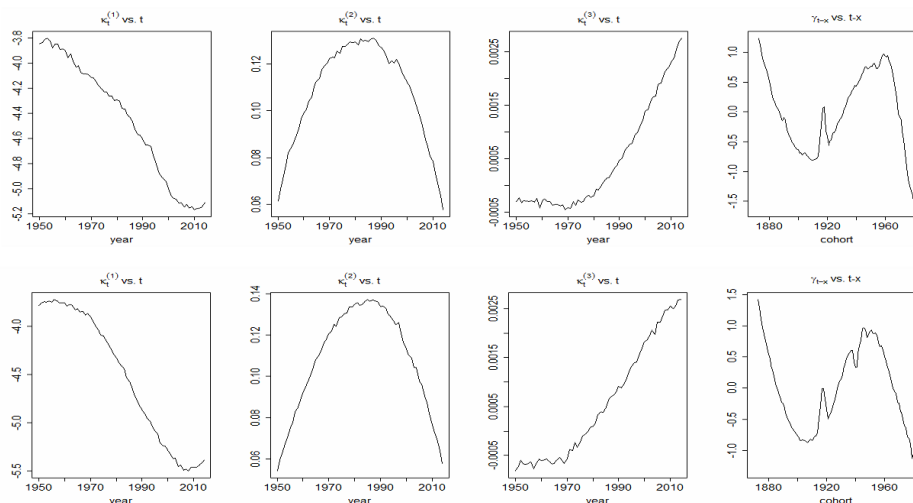 κt(1) vs. t
-3.8
-4.0
-4.2
-4.4
-4.6
-4.8
-5.0
-5.2
1950 1970 1990 2010
year
κt(2) vs. t
0.12
0.10
0.08
0.06
1950 1970 1990 2010
year
κt(3) vs. t
0.0025
0.0015
0.0005
-0.0005
1950 1970 1990 2010
year
γt−x vs. t-x
1.0
0.5
0.0
-0.5
-1.0
-1.5
1880 1920 1960
cohort
κt(1) vs. t
-4.0
-4.5
-5.0
-5.5
1950 1970 1990 2010
year
κt(2) vs. t
0.14
0.12
0.10
0.08
0.06
1950 1970 1990 2010
year
κt(3) vs. t
0.0025
0.0015
0.0005
-0.0005
1950 1970 1990 2010
year
γt−x vs. t-x
1.5
1.0
0.5
0.0
-0.5
-1.0
1880 1920 1960
cohort